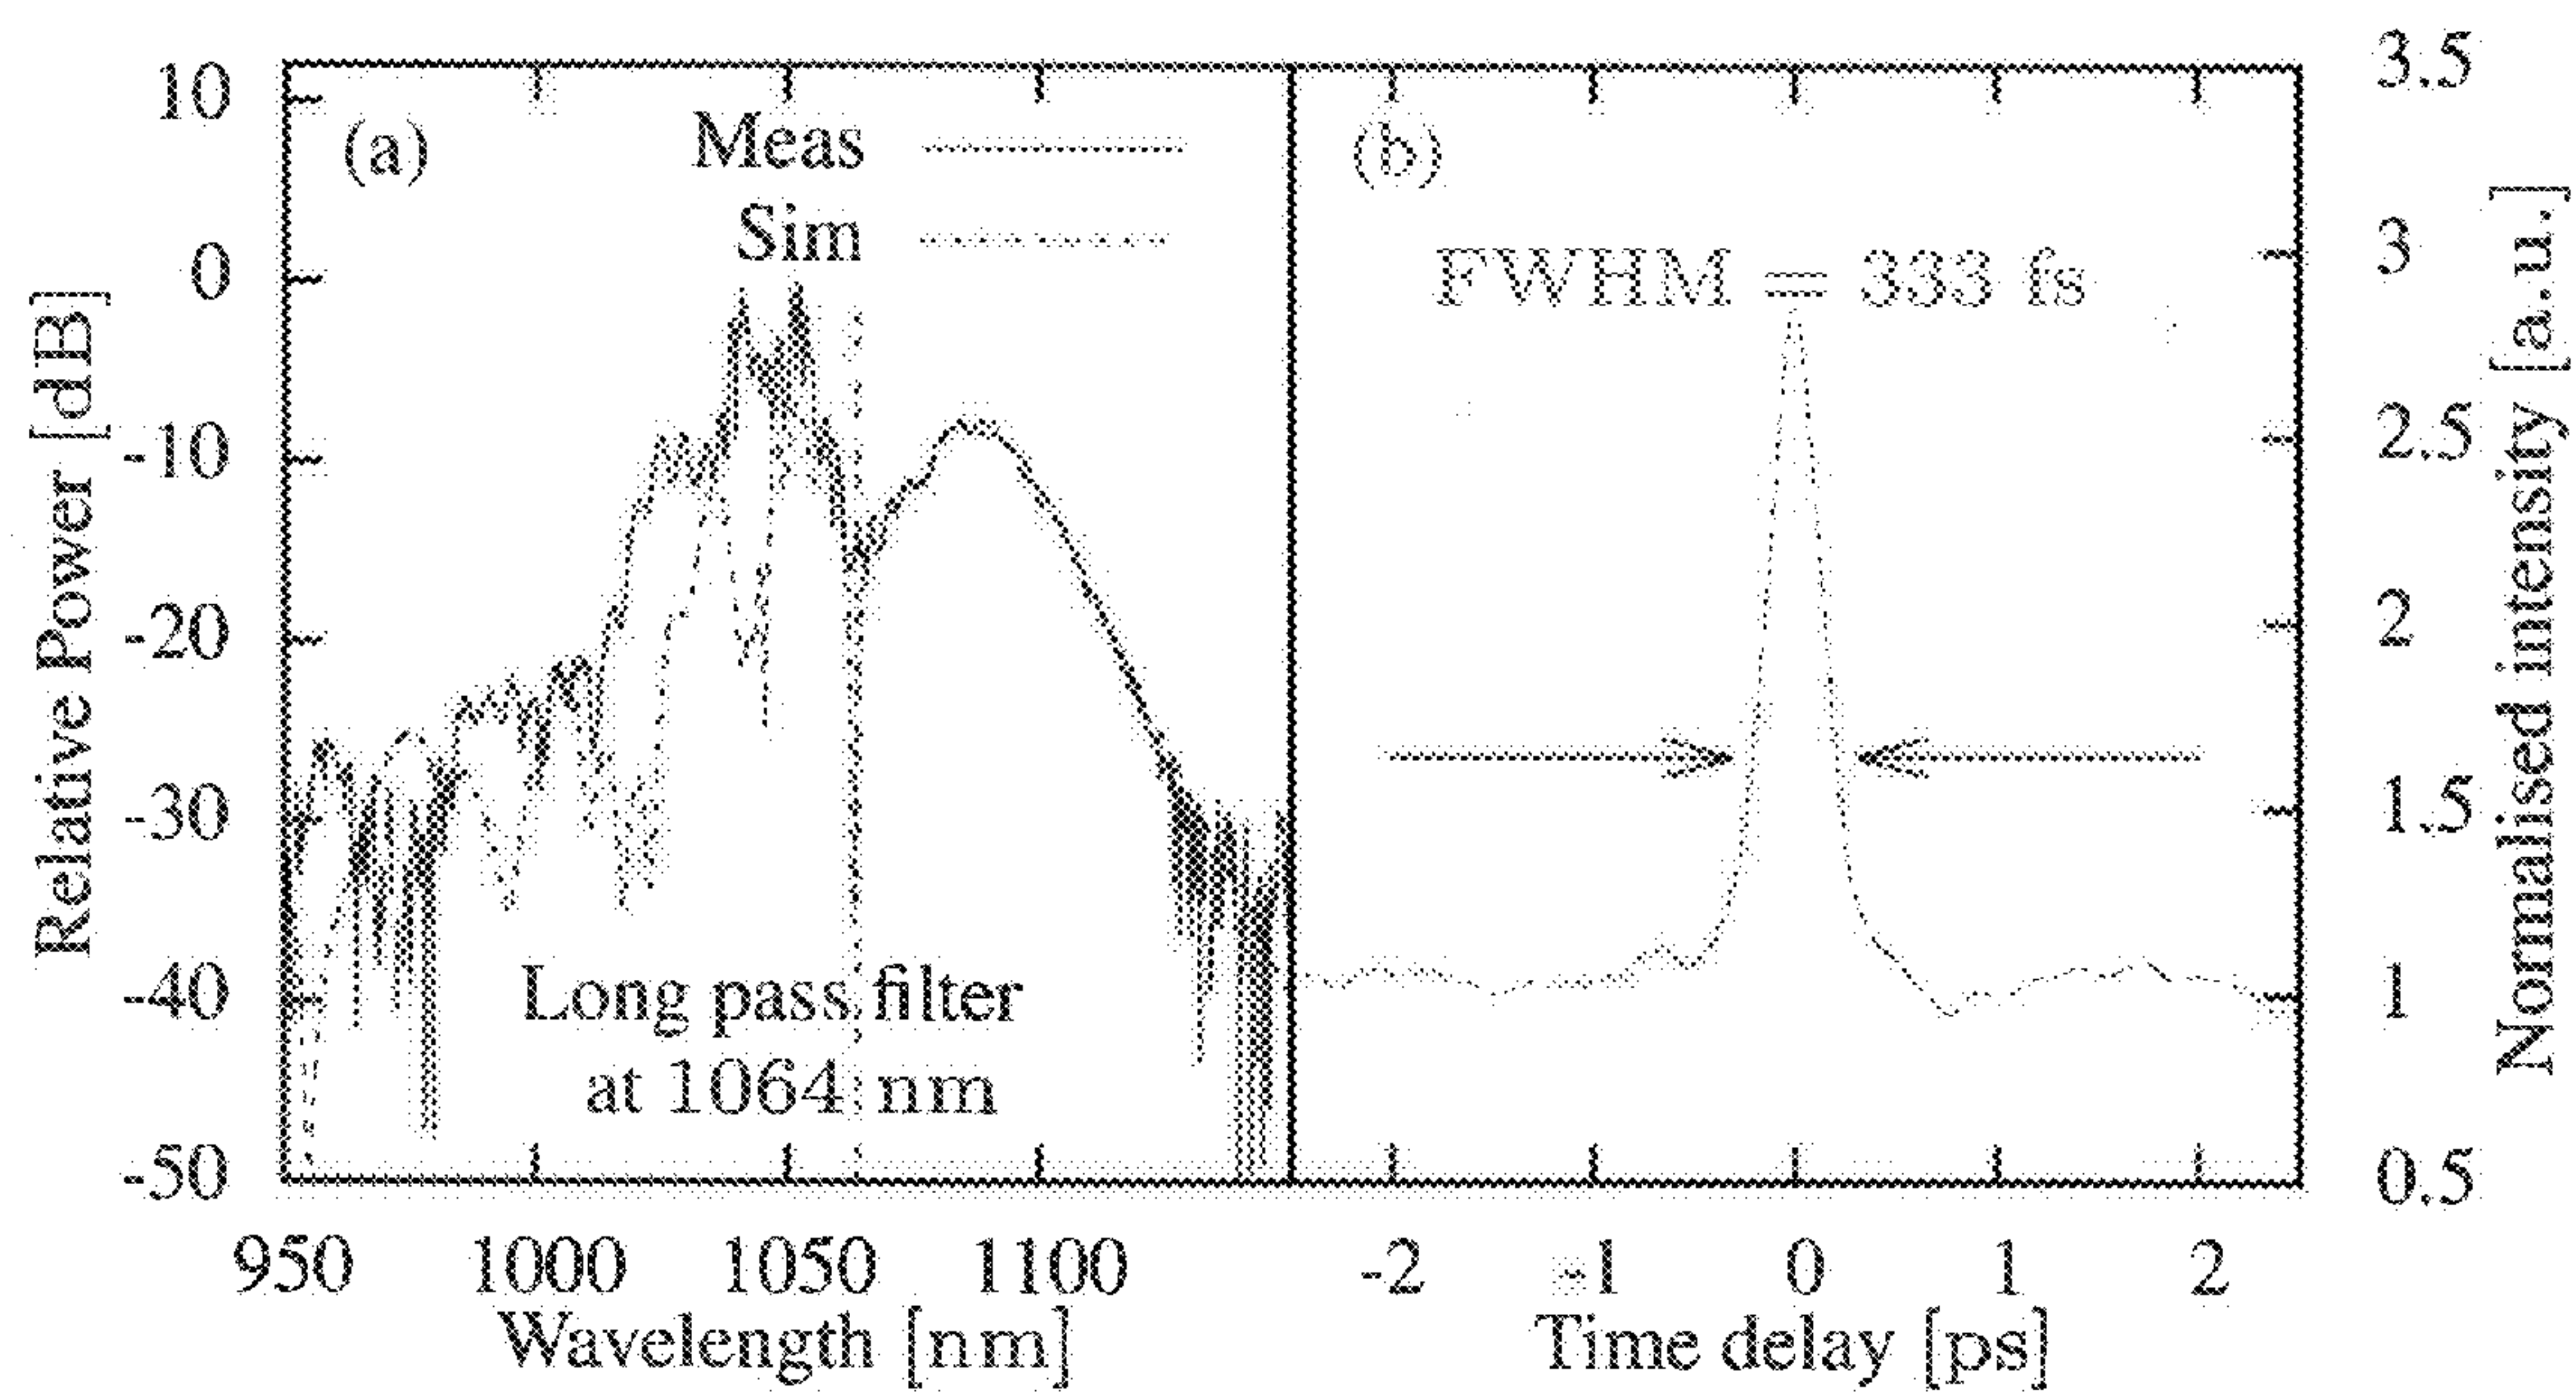 10
0
-10
-20
-30
-40
-50
Relative Power [dB]
(a)
Meas
Sim
Long pass filter
at 1064 nm
950 1000 1050 1100
Wavelength [nm]
(b)
FWHM = 333 fs
-2 -1 0 1 2
Time delay [ps]
3.5
3
2.5
2
1.5
1
0.5
Normalised intensity [a.u.]